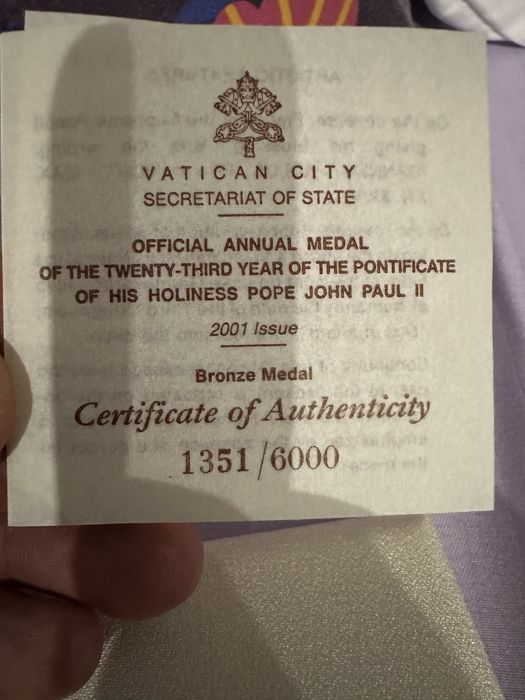 VATICAN CITY
SECRETARIAT OF STATE
OFFICIAL ANNUAL MEDAL
OF THE TWENTY-THIRD YEAR OF THE PONTIFICATE
OF HIS HOLINESS POPE JOHN PAUL II
2001 Issue
Bronze Medal
Certificate of Authenticity
1351/6000